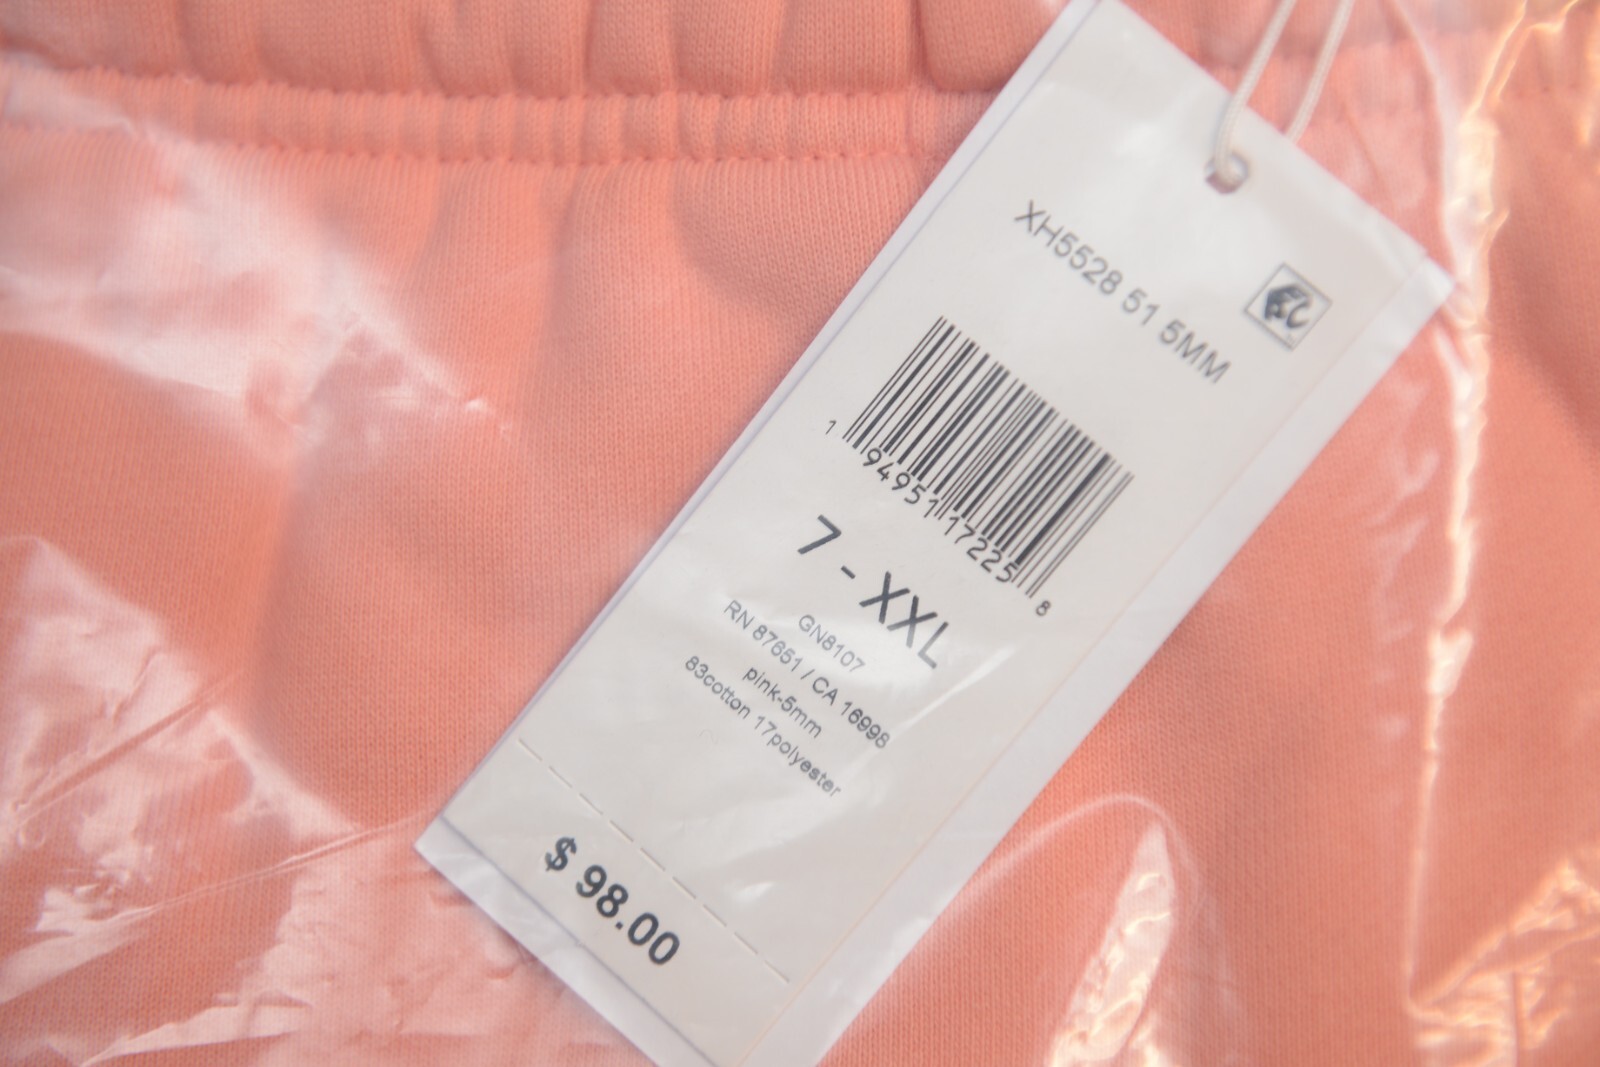 XH5528 51 5MM
1 94951 17225 8
7 - XXL
GN8107
RN 87651 / CA 16998
pink-5mm
83cotton 17polyester
$ 98.00